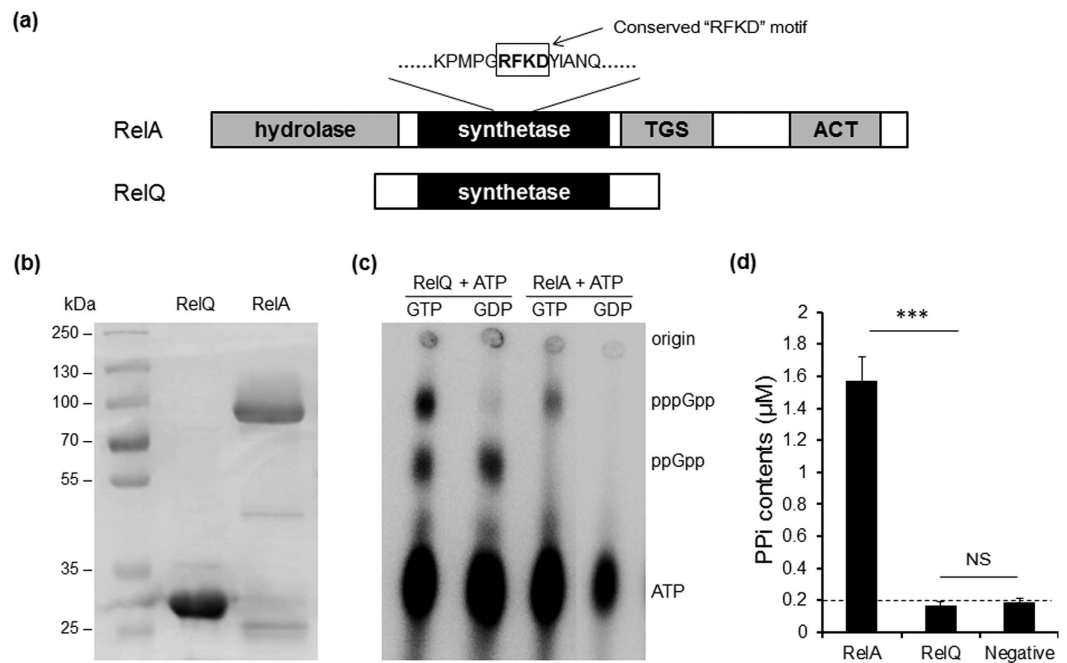 (a)
Conserved “RFKD” motif
......KPMPGRFKDYIANQ......
RelA
hydrolase
synthetase
TGS
ACT
RelQ
synthetase
(b)
kDa
RelQ
RelA
250
130
100
70
55
35
25
(c)
RelQ + ATP
RelA + ATP
GTP
GDP
GTP
GDP
origin
pppGpp
ppGpp
ATP
(d)
PPi contents (µM)
2
1.8
1.6
1.4
1.2
1
0.8
0.6
0.4
0.2
0
***
NS
RelA
RelQ
Negative